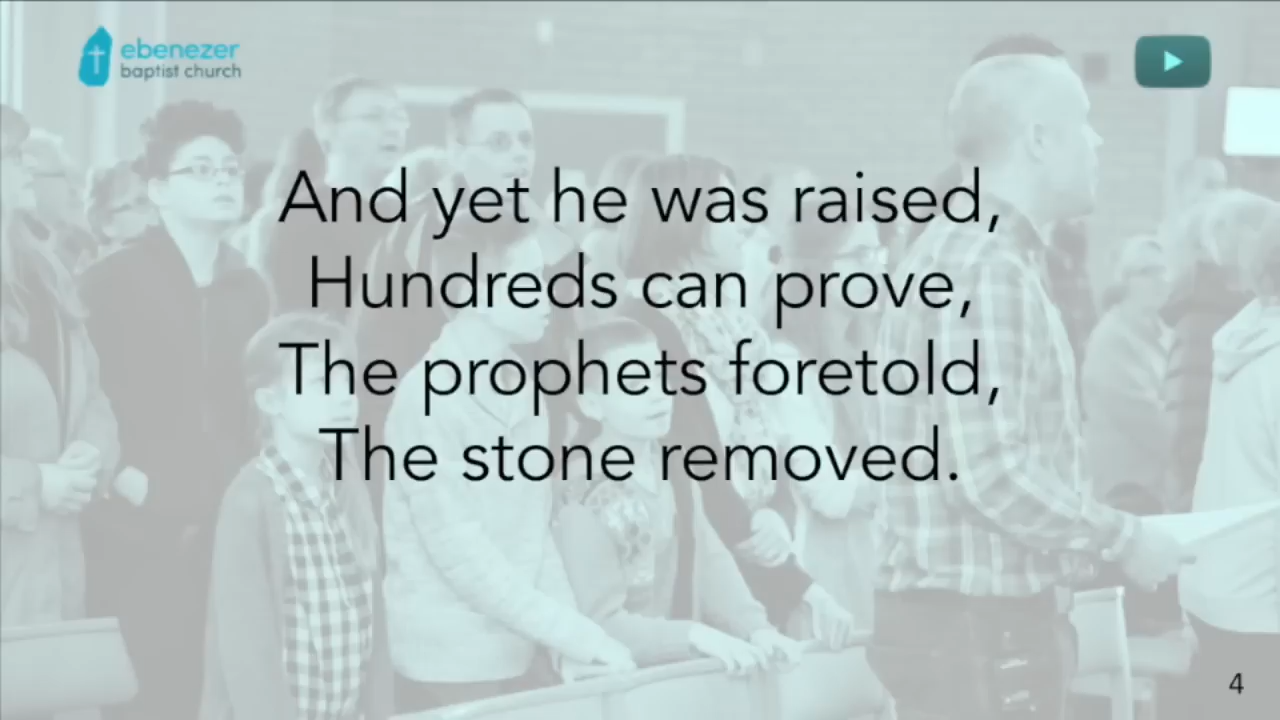 ebenezer
baptist church
And yet he was raised,
Hundreds can prove,
The prophets foretold,
The stone removed.
4